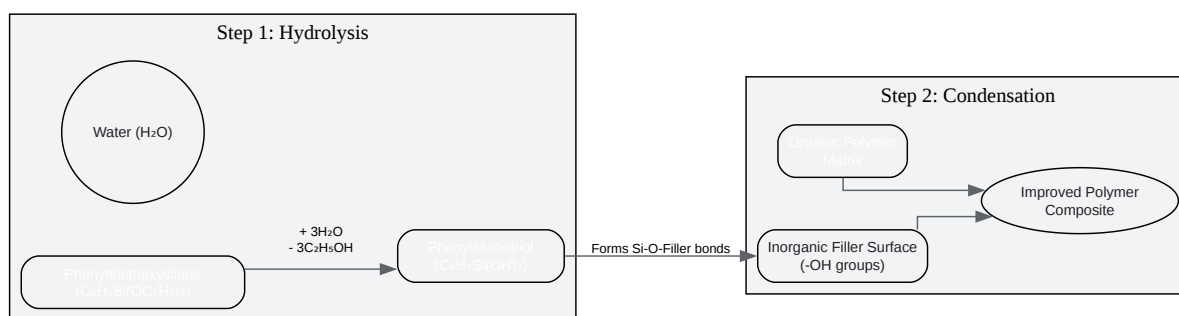 Step 1: Hydrolysis
Water (H₂O)
+ 3H₂O
- 3C₂H₅OH
Phenyltriethoxysilane
(C₆H₅Si(OC₂H₅)₃)
Phenylsilanetriol
(C₆H₅Si(OH)₃)
Forms Si-O-Filler bonds
Step 2: Condensation
Organic Polymer
Matrix
Improved Polymer
Composite
Inorganic Filler Surface
(-OH groups)